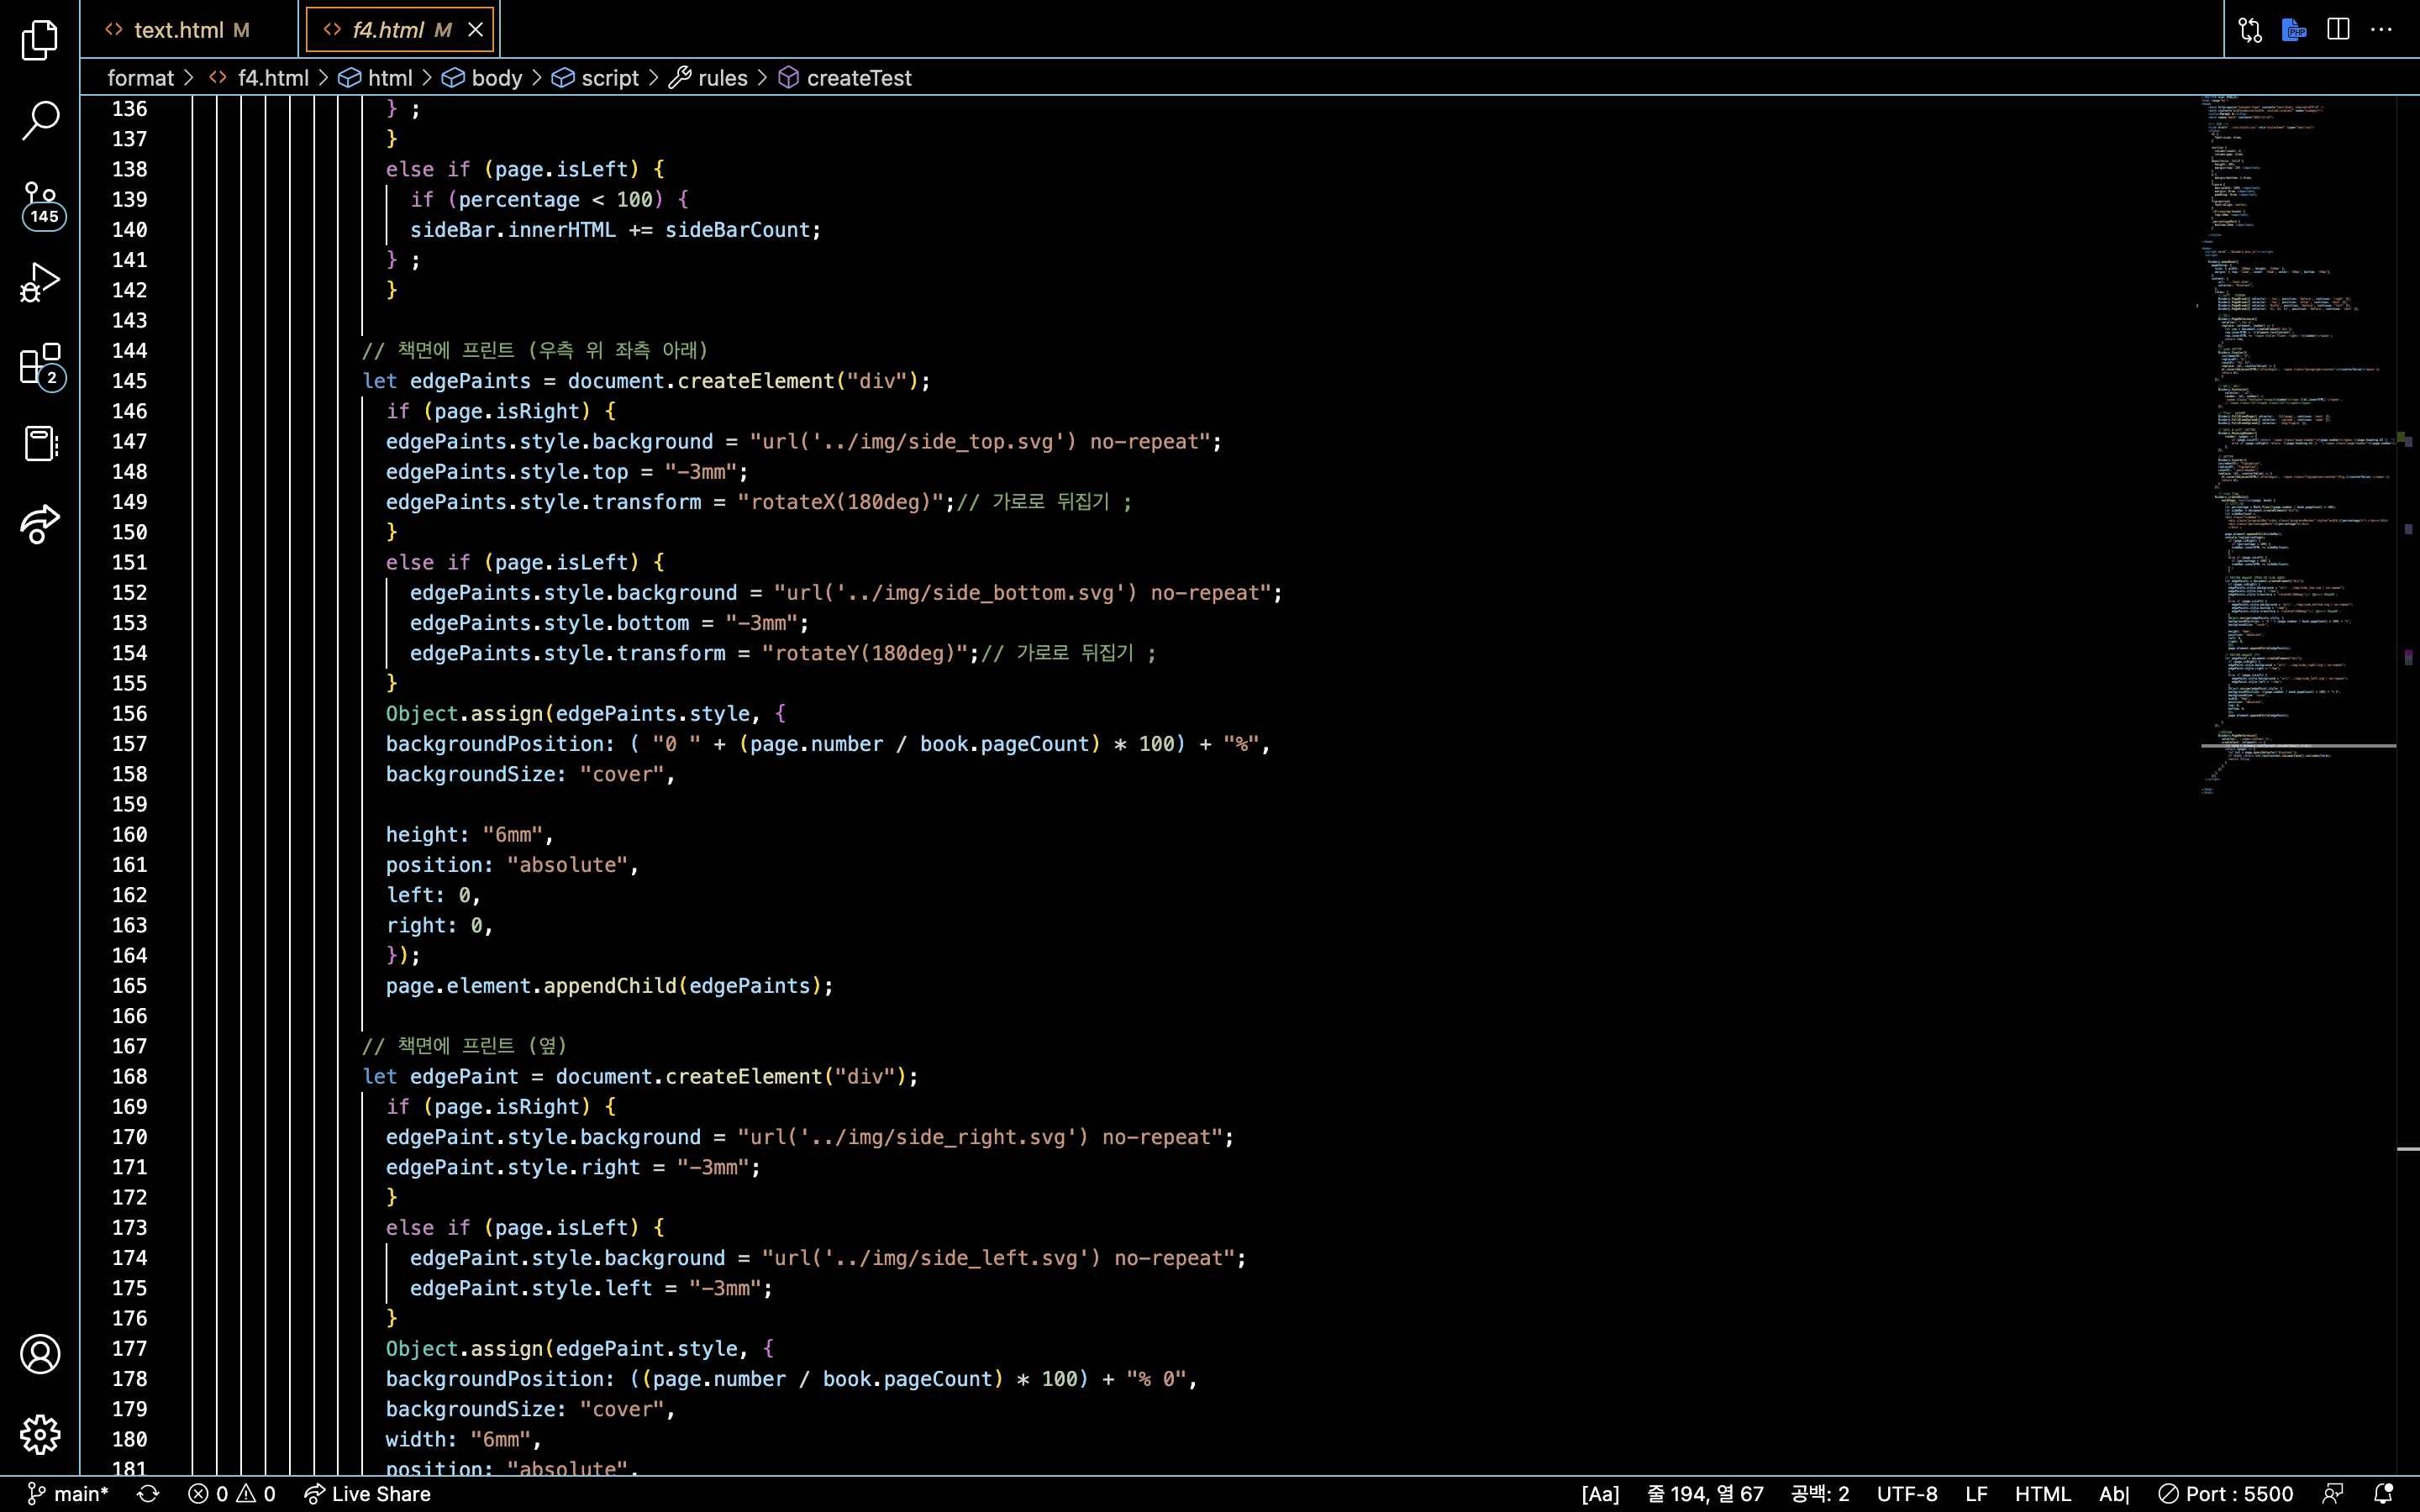 text.html M
f4.html M
format > f4.html > html > body > script > rules > createTest
136 } ;
137 }
138 else if (page.isLeft) {
139 if (percentage < 100) {
140 sideBar.innerHTML += sideBarCount;
141 } ;
142 }
143
144 // 책면에 프린트 (우측 위 좌측 아래)
145 let edgePaints = document.createElement("div");
146 if (page.isRight) {
147 edgePaints.style.background = "url('../img/side_top.svg') no-repeat";
148 edgePaints.style.top = "-3mm";
149 edgePaints.style.transform = "rotateX(180deg)";// 가로로 뒤집기 ;
150 }
151 else if (page.isLeft) {
152 edgePaints.style.background = "url('../img/side_bottom.svg') no-repeat";
153 edgePaints.style.bottom = "-3mm";
154 edgePaints.style.transform = "rotateY(180deg)";// 가로로 뒤집기 ;
155 }
156 Object.assign(edgePaints.style, {
157 backgroundPosition: ( "0 " + (page.number / book.pageCount) * 100) + "%",
158 backgroundSize: "cover",
159
160 height: "6mm",
161 position: "absolute",
162 left: 0,
163 right: 0,
164 });
165 page.element.appendChild(edgePaints);
166
167 // 책면에 프린트 (옆)
168 let edgePaint = document.createElement("div");
169 if (page.isRight) {
170 edgePaint.style.background = "url('../img/side_right.svg') no-repeat";
171 edgePaint.style.right = "-3mm";
172 }
173 else if (page.isLeft) {
174 edgePaint.style.background = "url('../img/side_left.svg') no-repeat";
175 edgePaint.style.left = "-3mm";
176 }
177 Object.assign(edgePaint.style, {
178 backgroundPosition: ((page.number / book.pageCount) * 100) + "% 0",
179 backgroundSize: "cover",
180 width: "6mm",
181 position: "absolute",
145
2
PHP
main* 0 0 Live Share
[Aa] 줄 194, 열 67 공백: 2 UTF-8 LF HTML Ab| Port : 5500